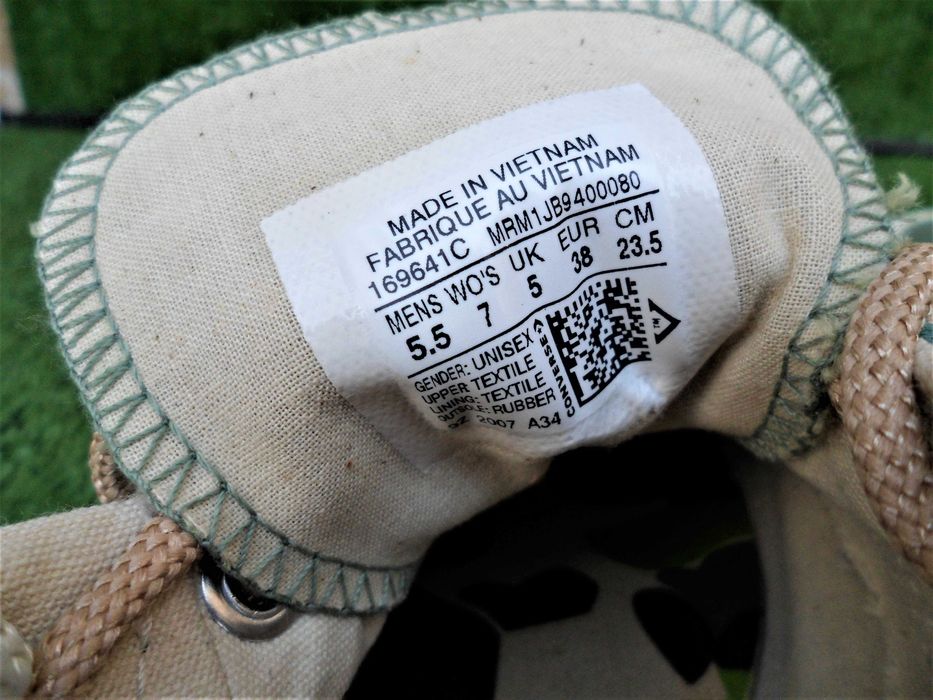 MADE IN VIETNAM
FABRIQUE AU VIETNAM
169641C MRM1JB9400080
MENS WO'S UK EUR CM
5.5 7 5 38 23.5
GENDER: UNISEX
UPPER: TEXTILE
LINING: TEXTILE
OUTSOLE: RUBBER
2007 A34
CONVERSE
TM